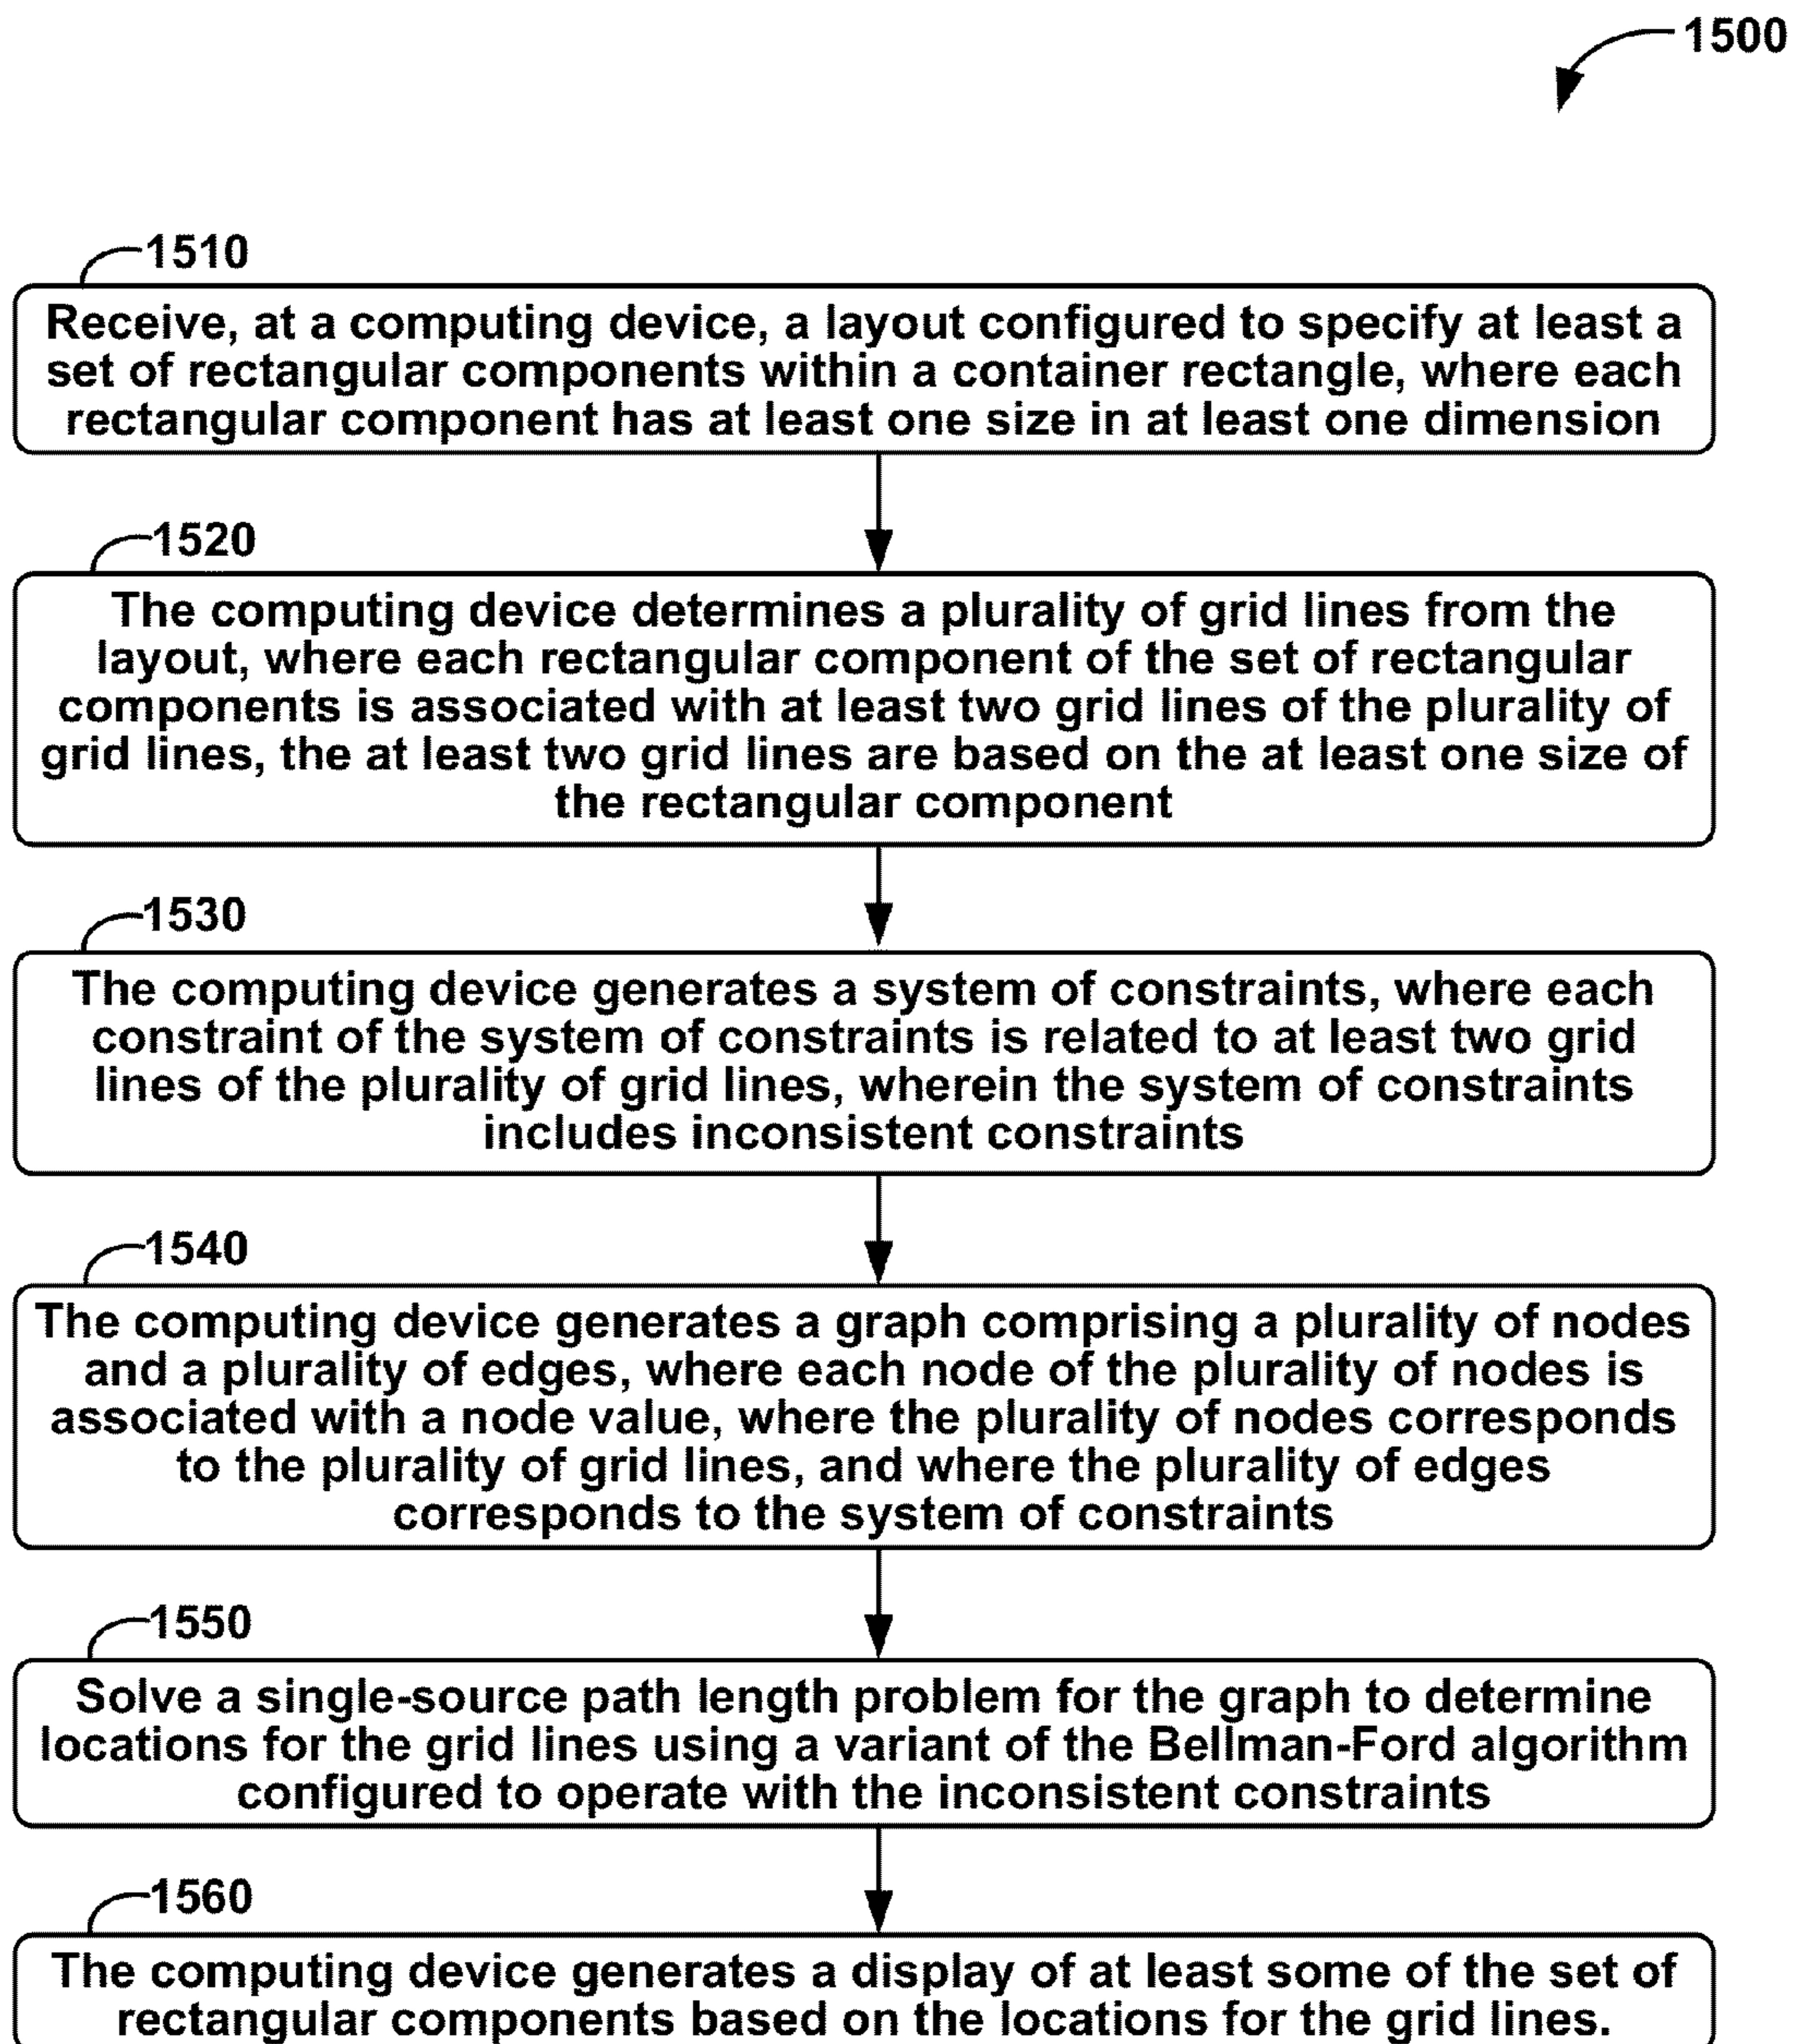 1500
1510
Receive, at a computing device, a layout configured to specify at least a
set of rectangular components within a container rectangle, where each
rectangular component has at least one size in at least one dimension
1520
The computing device determines a plurality of grid lines from the
layout, where each rectangular component of the set of rectangular
components is associated with at least two grid lines of the plurality of
grid lines, the at least two grid lines are based on the at least one size of
the rectangular component
1530
The computing device generates a system of constraints, where each
constraint of the system of constraints is related to at least two grid
lines of the plurality of grid lines, wherein the system of constraints
includes inconsistent constraints
1540
The computing device generates a graph comprising a plurality of nodes
and a plurality of edges, where each node of the plurality of nodes is
associated with a node value, where the plurality of nodes corresponds
to the plurality of grid lines, and where the plurality of edges
corresponds to the system of constraints
1550
Solve a single-source path length problem for the graph to determine
locations for the grid lines using a variant of the Bellman-Ford algorithm
configured to operate with the inconsistent constraints
1560
The computing device generates a display of at least some of the set of
rectangular components based on the locations for the grid lines.